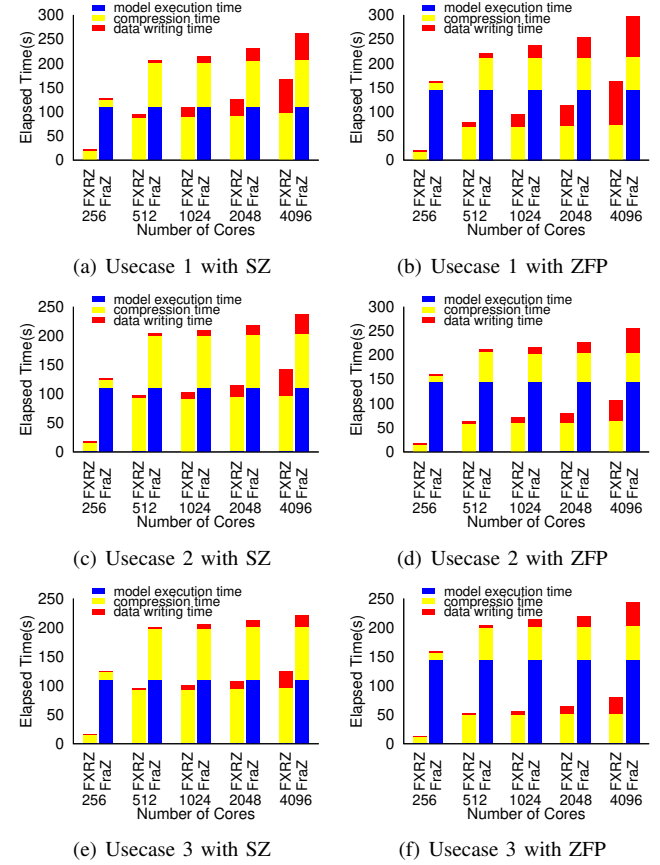 model execution time
compression time
data writing time
Elapsed Time(s)
300
250
200
150
100
50
0
FXRZ FraZ FXRZ FraZ FXRZ FraZ FXRZ FraZ FXRZ FraZ
256 512 1024 2048 4096
Number of Cores
(a) Usecase 1 with SZ
model execution time
compression time
data writing time
Elapsed Time(s)
300
250
200
150
100
50
0
FXRZ FraZ FXRZ FraZ FXRZ FraZ FXRZ FraZ FXRZ FraZ
256 512 1024 2048 4096
Number of Cores
(b) Usecase 1 with ZFP
model execution time
compression time
data writing time
Elapsed Time(s)
250
200
150
100
50
0
FXRZ FraZ FXRZ FraZ FXRZ FraZ FXRZ FraZ FXRZ FraZ
256 512 1024 2048 4096
Number of Cores
(c) Usecase 2 with SZ
model execution time
compression time
data writing time
Elapsed Time(s)
300
250
200
150
100
50
0
FXRZ FraZ FXRZ FraZ FXRZ FraZ FXRZ FraZ FXRZ FraZ
256 512 1024 2048 4096
Number of Cores
(d) Usecase 2 with ZFP
model execution time
compression time
data writing time
Elapsed Time(s)
250
200
150
100
50
0
FXRZ FraZ FXRZ FraZ FXRZ FraZ FXRZ FraZ FXRZ FraZ
256 512 1024 2048 4096
Number of Cores
(e) Usecase 3 with SZ
model execution time
compressio time
data writing time
Elapsed Time(s)
250
200
150
100
50
0
FXRZ FraZ FXRZ FraZ FXRZ FraZ FXRZ FraZ FXRZ FraZ
256 512 1024 2048 4096
Number of Cores
(f) Usecase 3 with ZFP